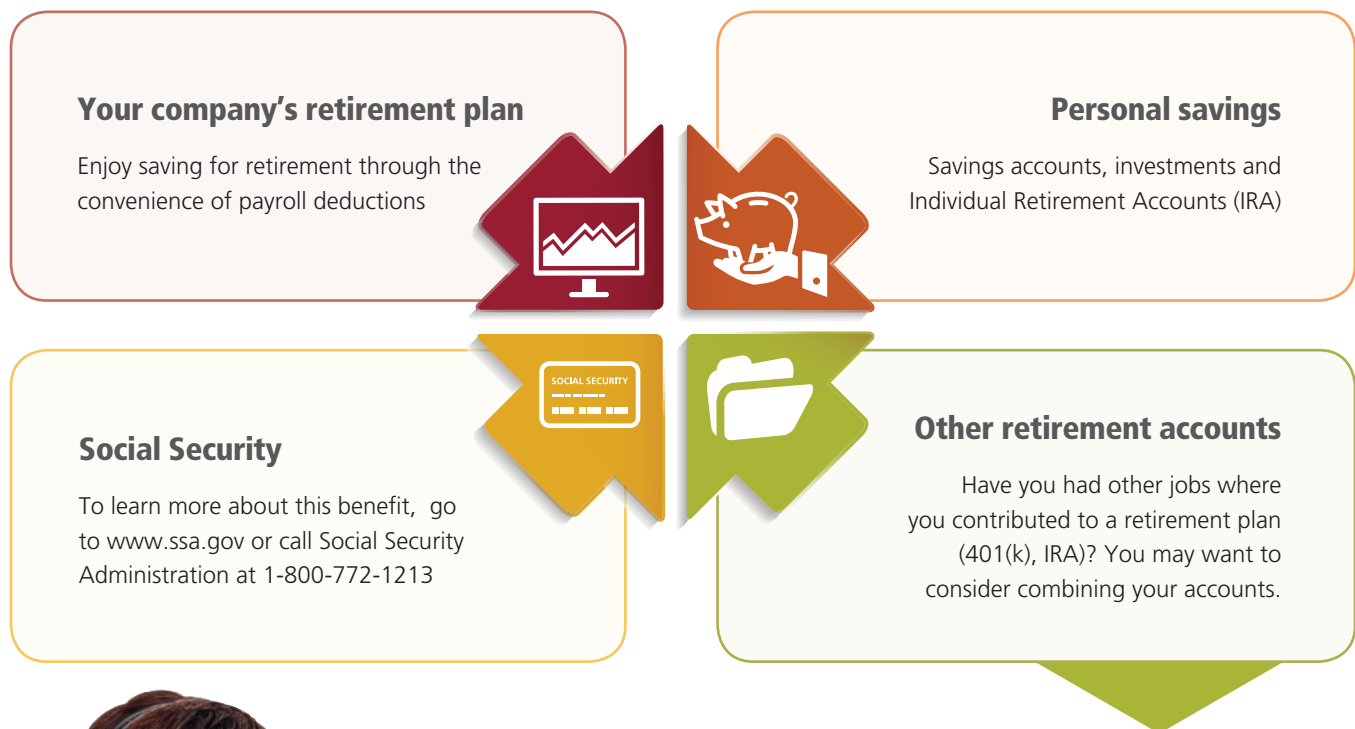 Your company’s retirement plan
Enjoy saving for retirement through the
convenience of payroll deductions
Personal savings
Savings accounts, investments and
Individual Retirement Accounts (IRA)
SOCIAL SECURITY
Social Security
To learn more about this benefit,  go
to www.ssa.gov or call Social Security
Administration at 1-800-772-1213
Other retirement accounts
Have you had other jobs where
you contributed to a retirement plan
(401(k), IRA)? You may want to
consider combining your accounts.